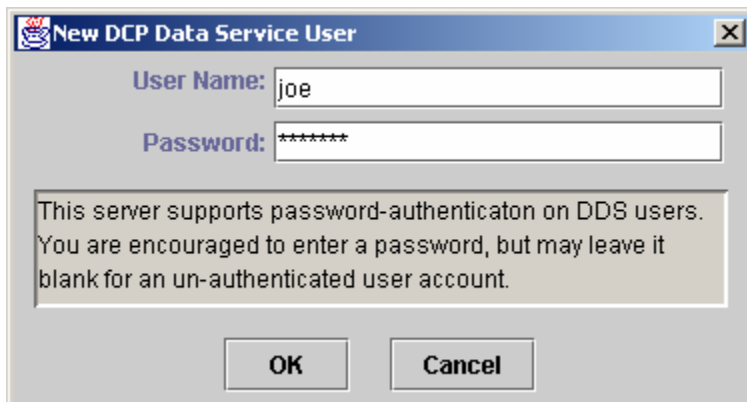 New DCP Data Service User
User Name: joe
Password: *******
This server supports password-authenticaton on DDS users.
You are encouraged to enter a password, but may leave it
blank for an un-authenticated user account.
OK Cancel